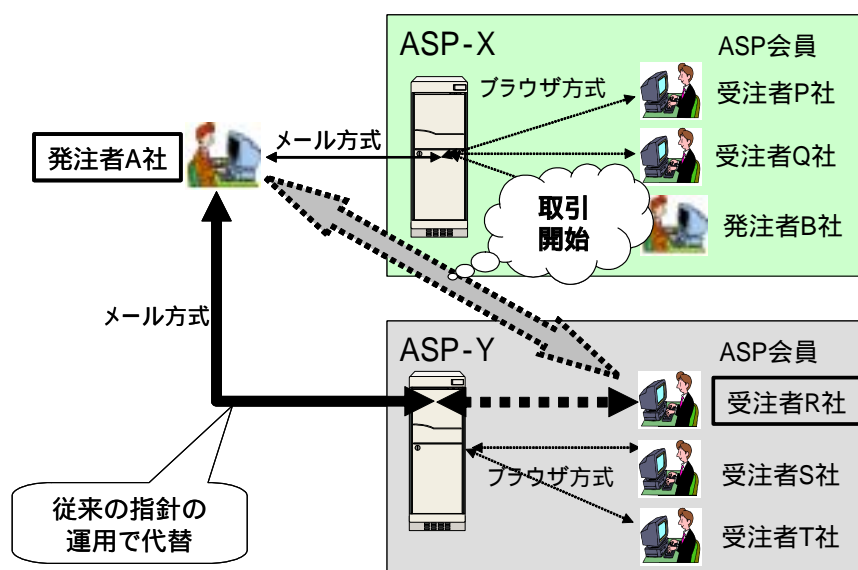 ASP-X
ASP会員
ブラウザ方式
受注者P社
メール方式
発注者A社
受注者Q社
取引
開始
発注者B社
メール方式
ASP-Y
ASP会員
受注者R社
ブラウザ方式
受注者S社
従来の指針の
運用で代替
受注者T社